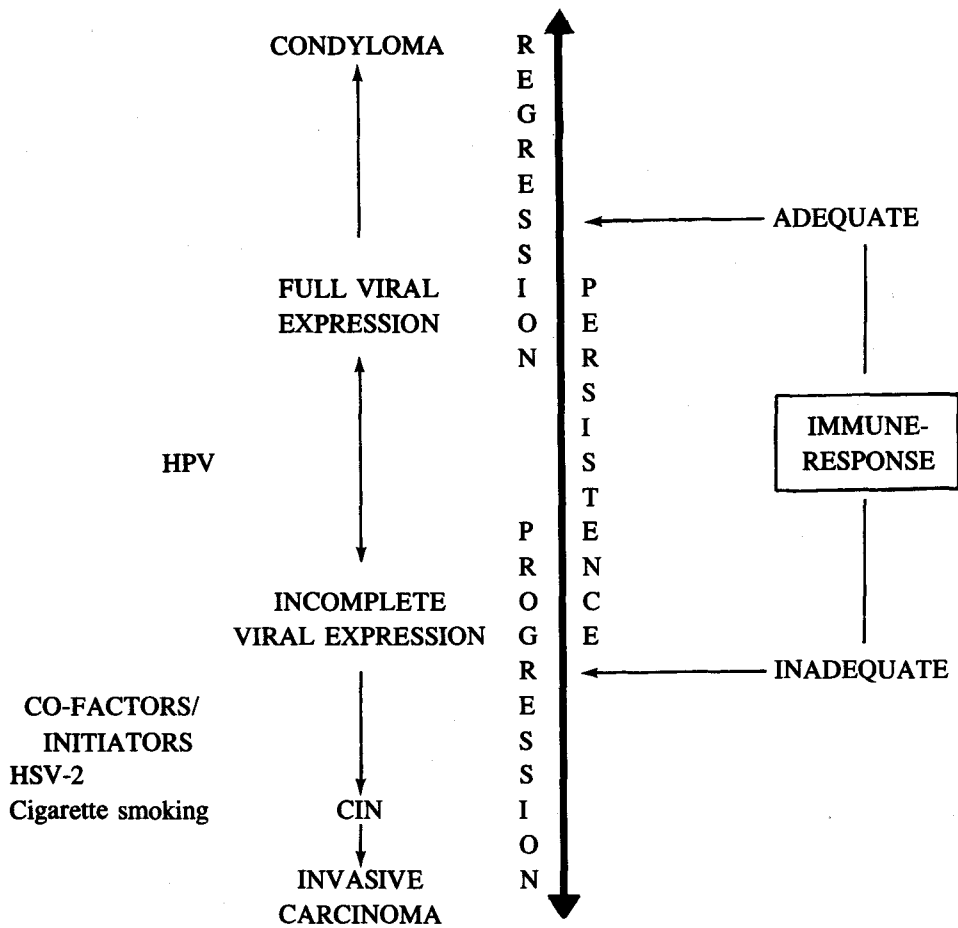 CONDYLOMA
REGRESSION
ADEQUATE
FULL VIRAL
EXPRESSION
PERSISTENCE
IMMUNE-
RESPONSE
HPV
PROGRESSION
INCOMPLETE
VIRAL EXPRESSION
INADEQUATE
CO-FACTORS/
INITIATORS
HSV-2
Cigarette smoking
CIN
INVASIVE
CARCINOMA